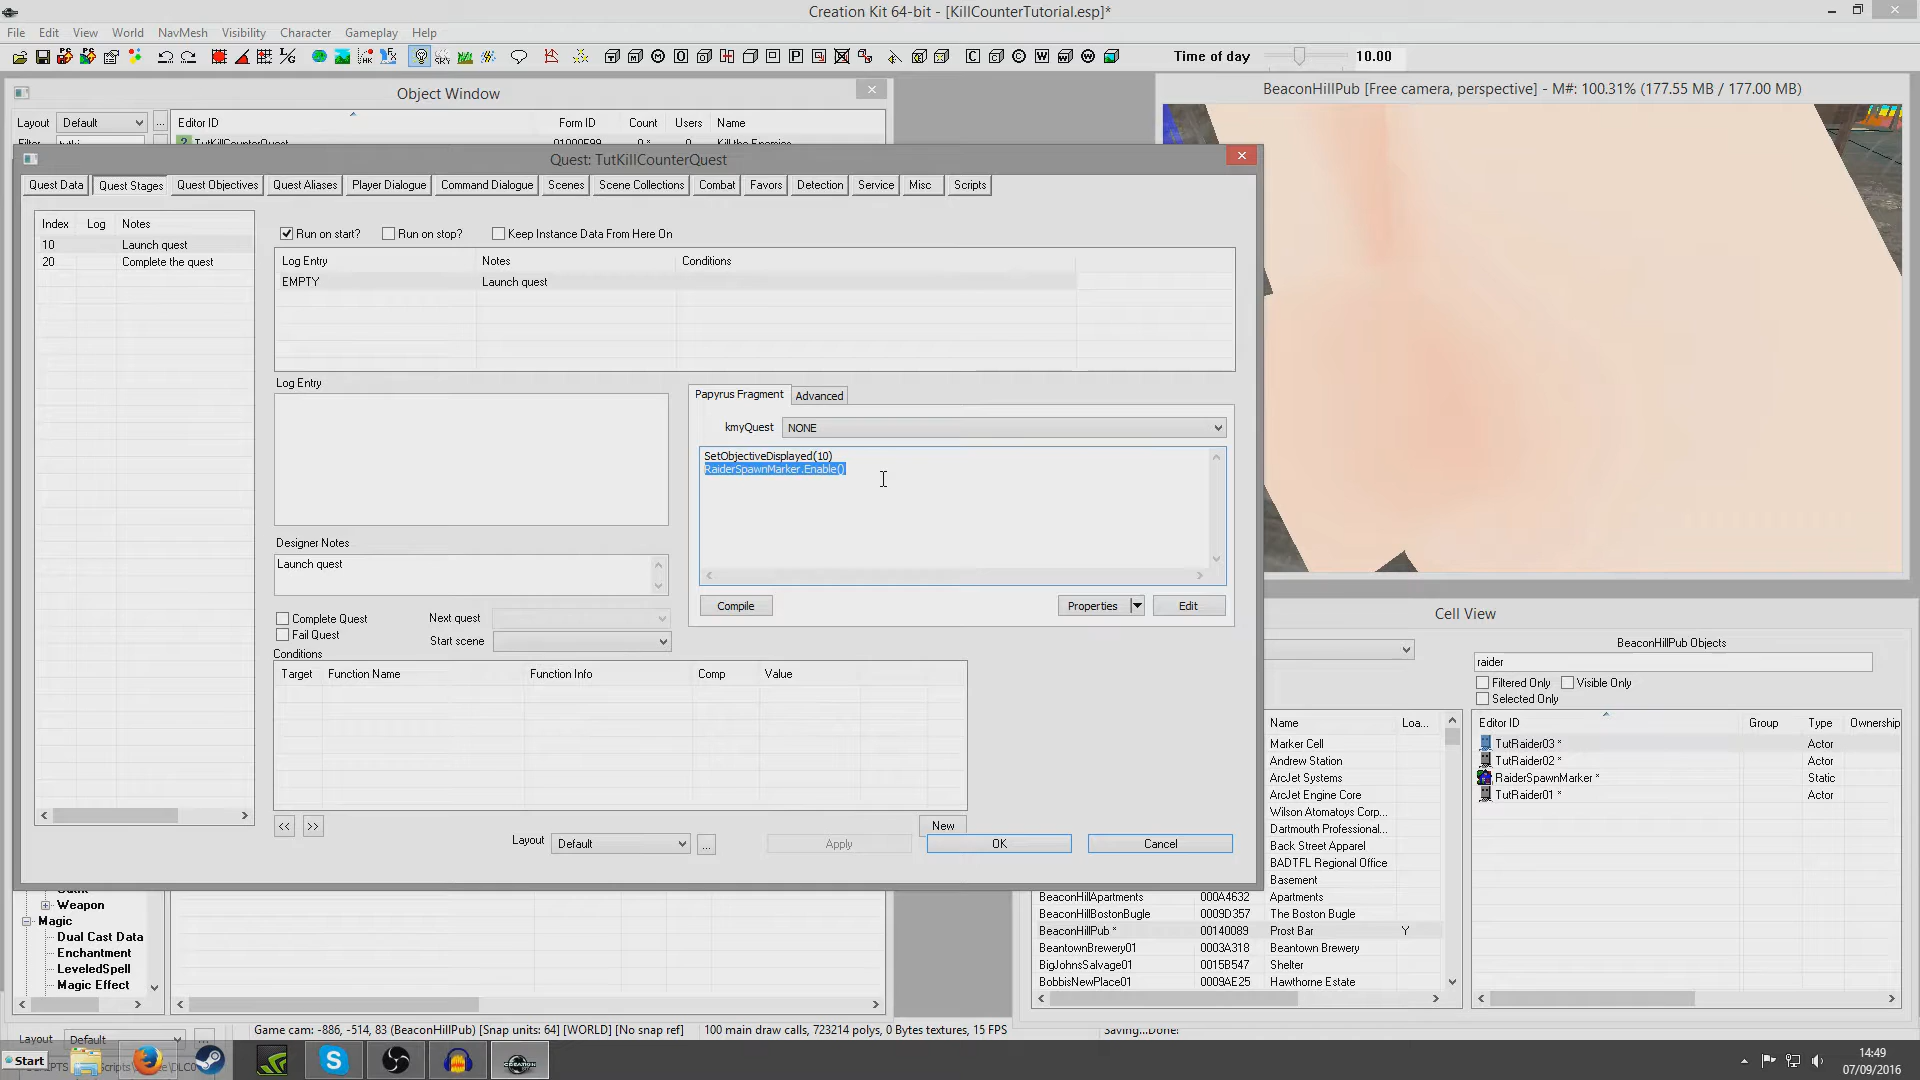 Creation Kit 64-bit - [KillCounterTutorial.esp]*
File Edit View World NavMesh Visibility Character Gameplay Help
Time of day 10.00
Object Window
BeaconHillPub [Free camera, perspective] - M#: 100.31% (177.55 MB / 177.00 MB)
Layout Default ... Editor ID Form ID Count Users Name
Quest: TutKillCounterQuest
Quest Data Quest Stages Quest Objectives Quest Aliases Player Dialogue Command Dialogue Scenes Scene Collections Combat Favors Detection Service Misc Scripts
Index Log Notes
10 Launch quest
20 Complete the quest
Run on start? Run on stop? Keep Instance Data From Here On
Log Entry Notes Conditions
EMPTY Launch quest
Log Entry
Papyrus Fragment Advanced
kmyQuest NONE
SetObjectiveDisplayed(10)
RaiderSpawnMarker.Enable()
Designer Notes
Launch quest
Compile Properties Edit
Complete Quest Next quest
Fail Quest Start scene
Conditions
Target Function Name Function Info Comp Value
<< >> New
Layout Default ... Apply OK Cancel
Cell View
BeaconHillPub Objects
raider
Filtered Only Visible Only
Selected Only
Name Loa...
Marker Cell
Andrew Station
ArcJet Systems
ArcJet Engine Core
Wilson Atomatoys Corp...
Dartmouth Professional...
Back Street Apparel
BADTFL Regional Office
Basement
BeaconHillApartments 000A4632 Apartments
BeaconHillBostonBugle 0009D357 The Boston Bugle
BeaconHillPub * 00140089 Prost Bar Y
BeantownBrewery01 0003A318 Beantown Brewery
BigJohnsSalvage01 0015B547 Shelter
BobbisNewPlace01 0009AE25 Hawthorne Estate
Editor ID Group Type Ownership
TutRaider03 * Actor
TutRaider02 * Actor
RaiderSpawnMarker * Static
TutRaider01 * Actor
Weapon
Magic
Dual Cast Data
Enchantment
LeveledSpell
Magic Effect
Layout Default
Game cam: -886, -514, 83 (BeaconHillPub) [Snap units: 64] [WORLD] [No snap ref] 100 main draw calls, 723214 polys, 0 Bytes textures, 15 FPS Saving...Done!
Start
14:49
07/09/2016